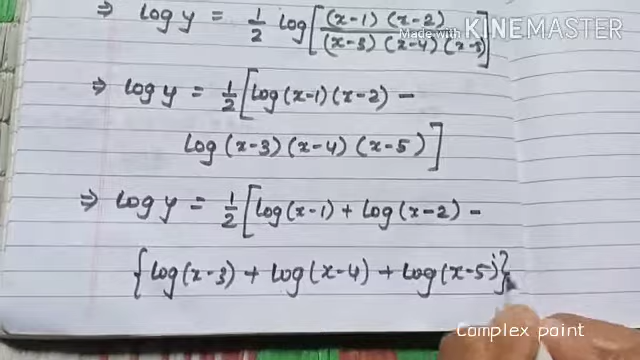 ⇒ log y = 1/2 log[(x-1) (x-2) / (x-3) (x-4) (x-5)]
Made with KINEMASTER
⇒ log y = 1/2 [log(x-1)(x-2) -
log(x-3)(x-4)(x-5)]
⇒ log y = 1/2 [log(x-1) + log(x-2) -
{log(x-3) + log(x-4) + log(x-5)}
Complex point